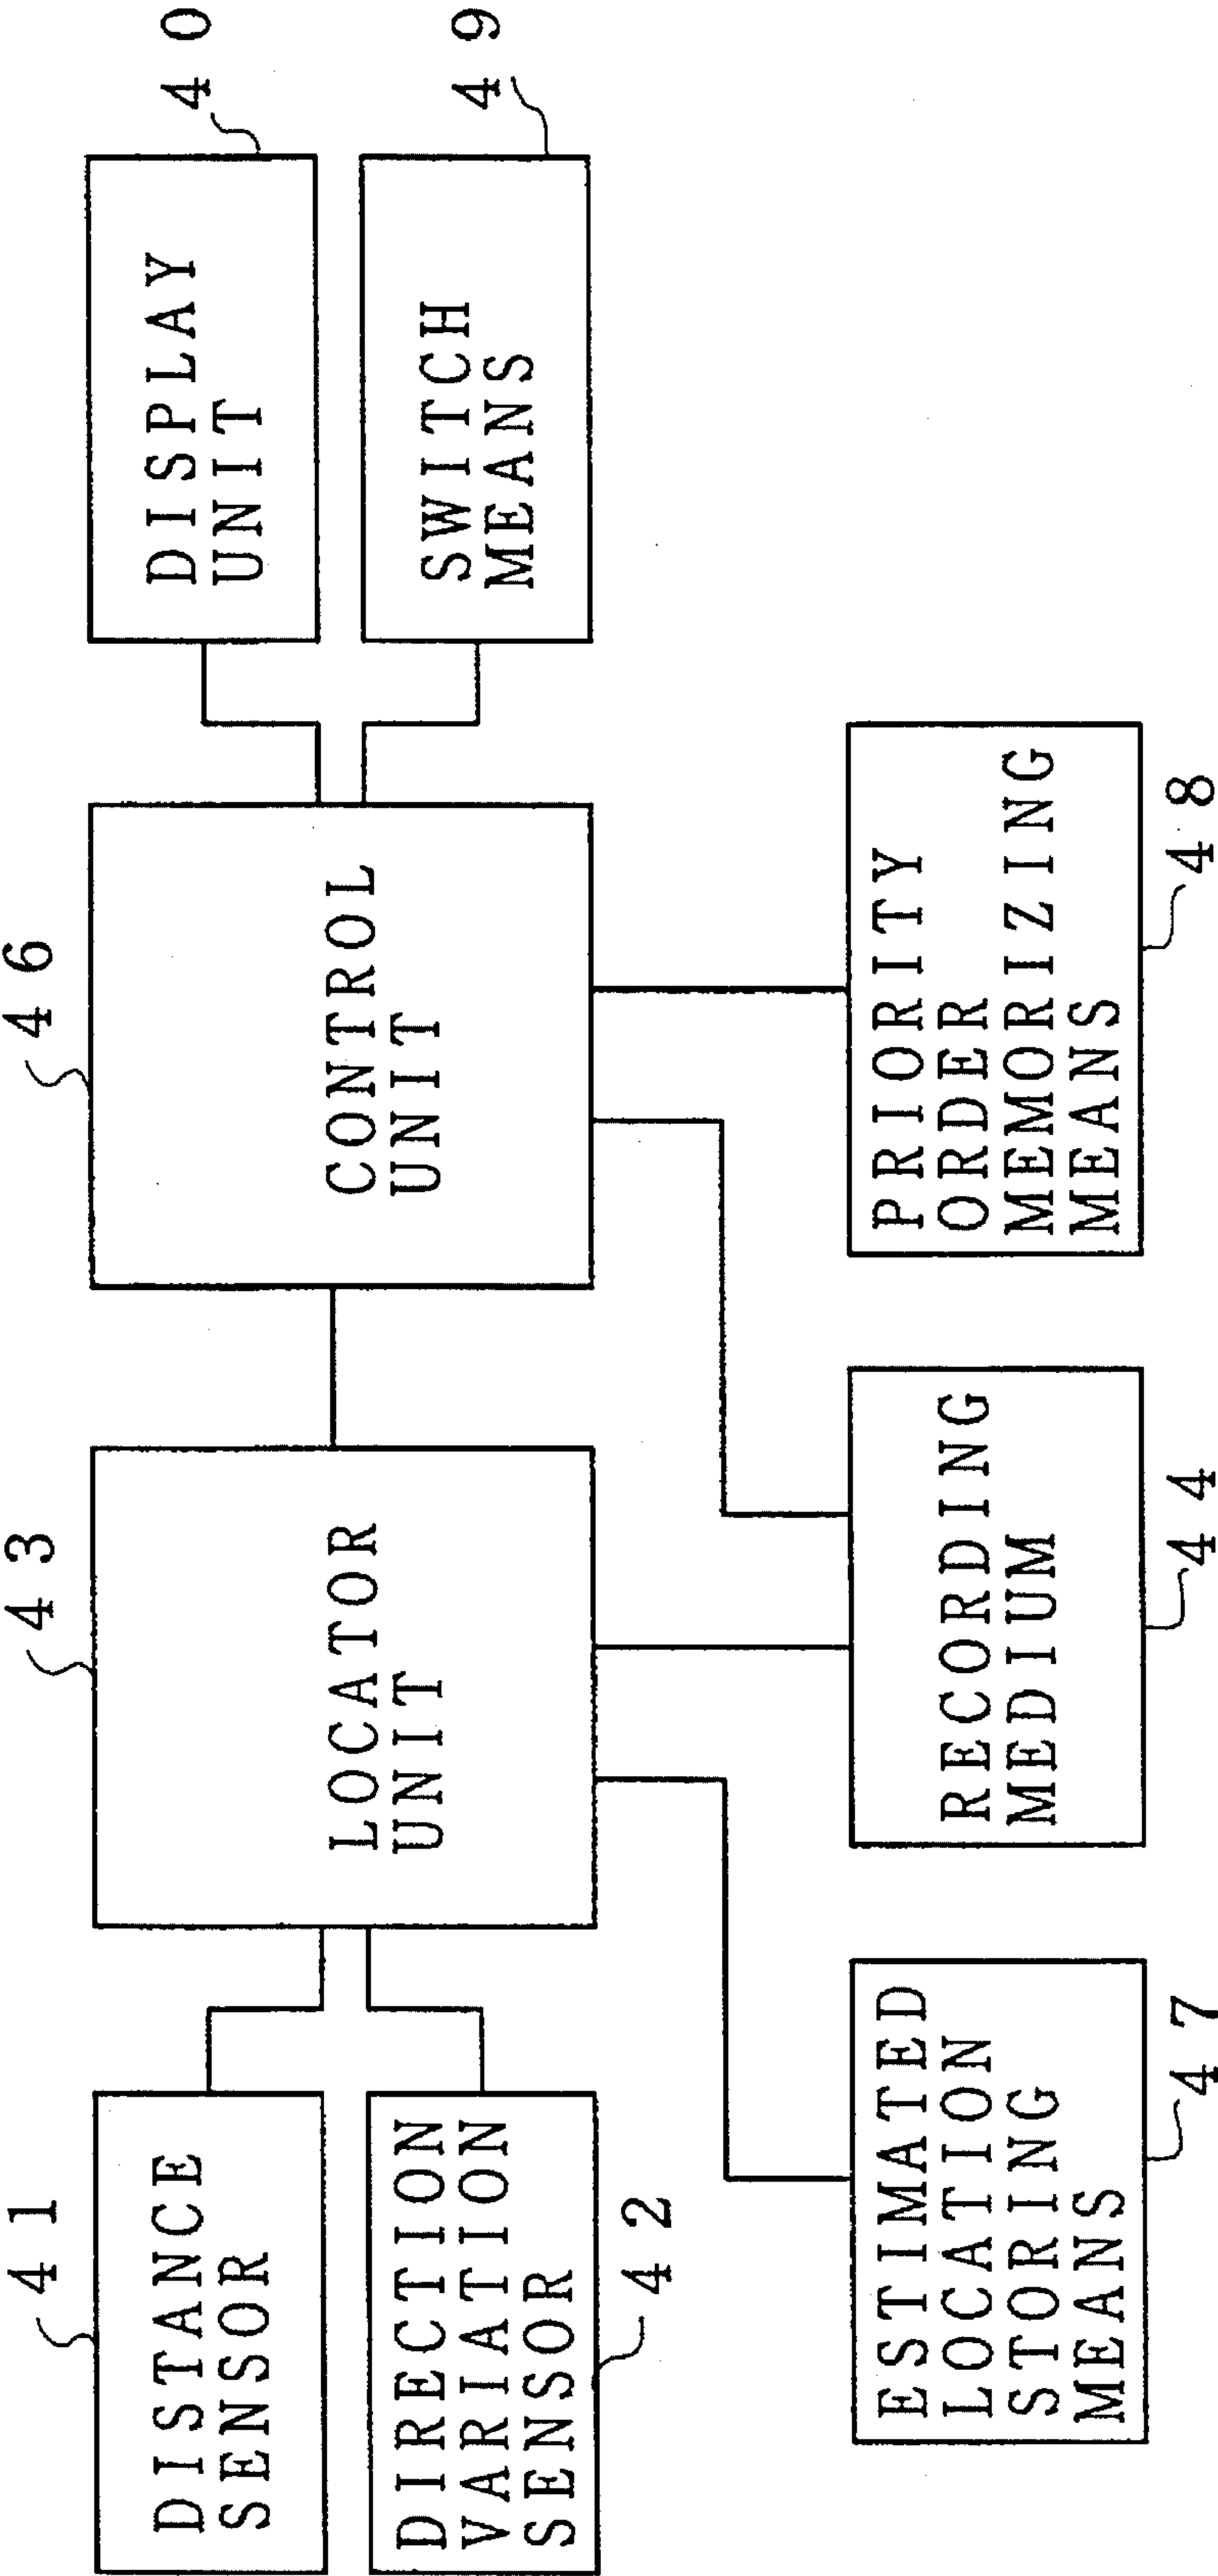 41
DISTANCE
SENSOR
DIRECTION
VARIATION
SENSOR
42
43
LOCATOR
UNIT
46
CONTROL
UNIT
DISPLAY
UNIT
40
SWITCH
MEANS
49
ESTIMATED
LOCATION
STORING
MEANS
47
RECORDING
MEDIUM
44
PRIORITY
ORDER
MEMORIZING
MEANS
48